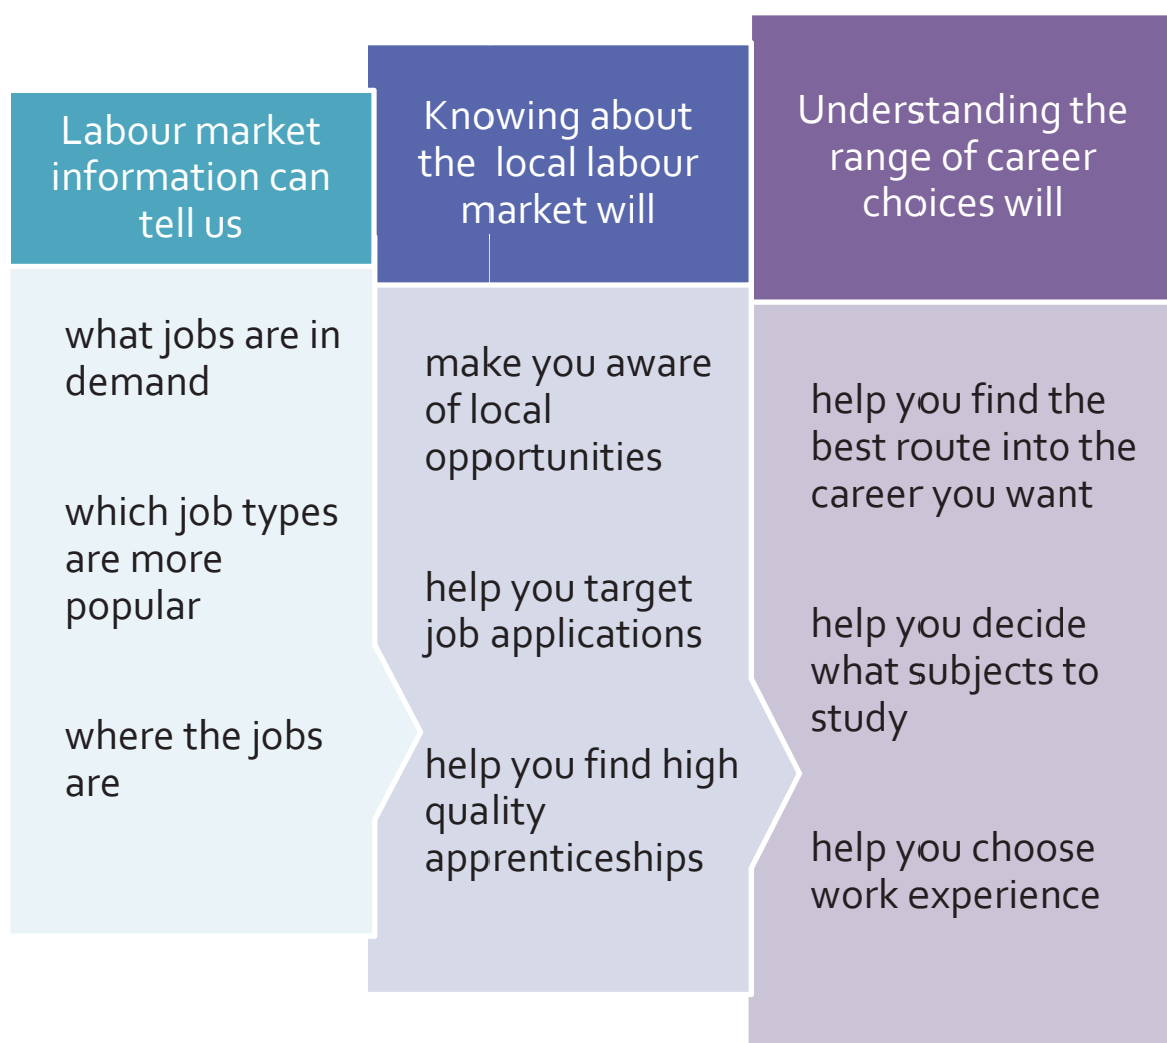 Labour market
information can
tell us
what jobs are in
demand
which job types
are more
popular
where the jobs
are
Knowing about
the local labour
market will
make you aware
of local
opportunities
help you target
job applications
help you find high
quality
apprenticeships
Understanding the
range of career
choices will
help you find the
best route into the
career you want
help you decide
what subjects to
study
help you choose
work experience